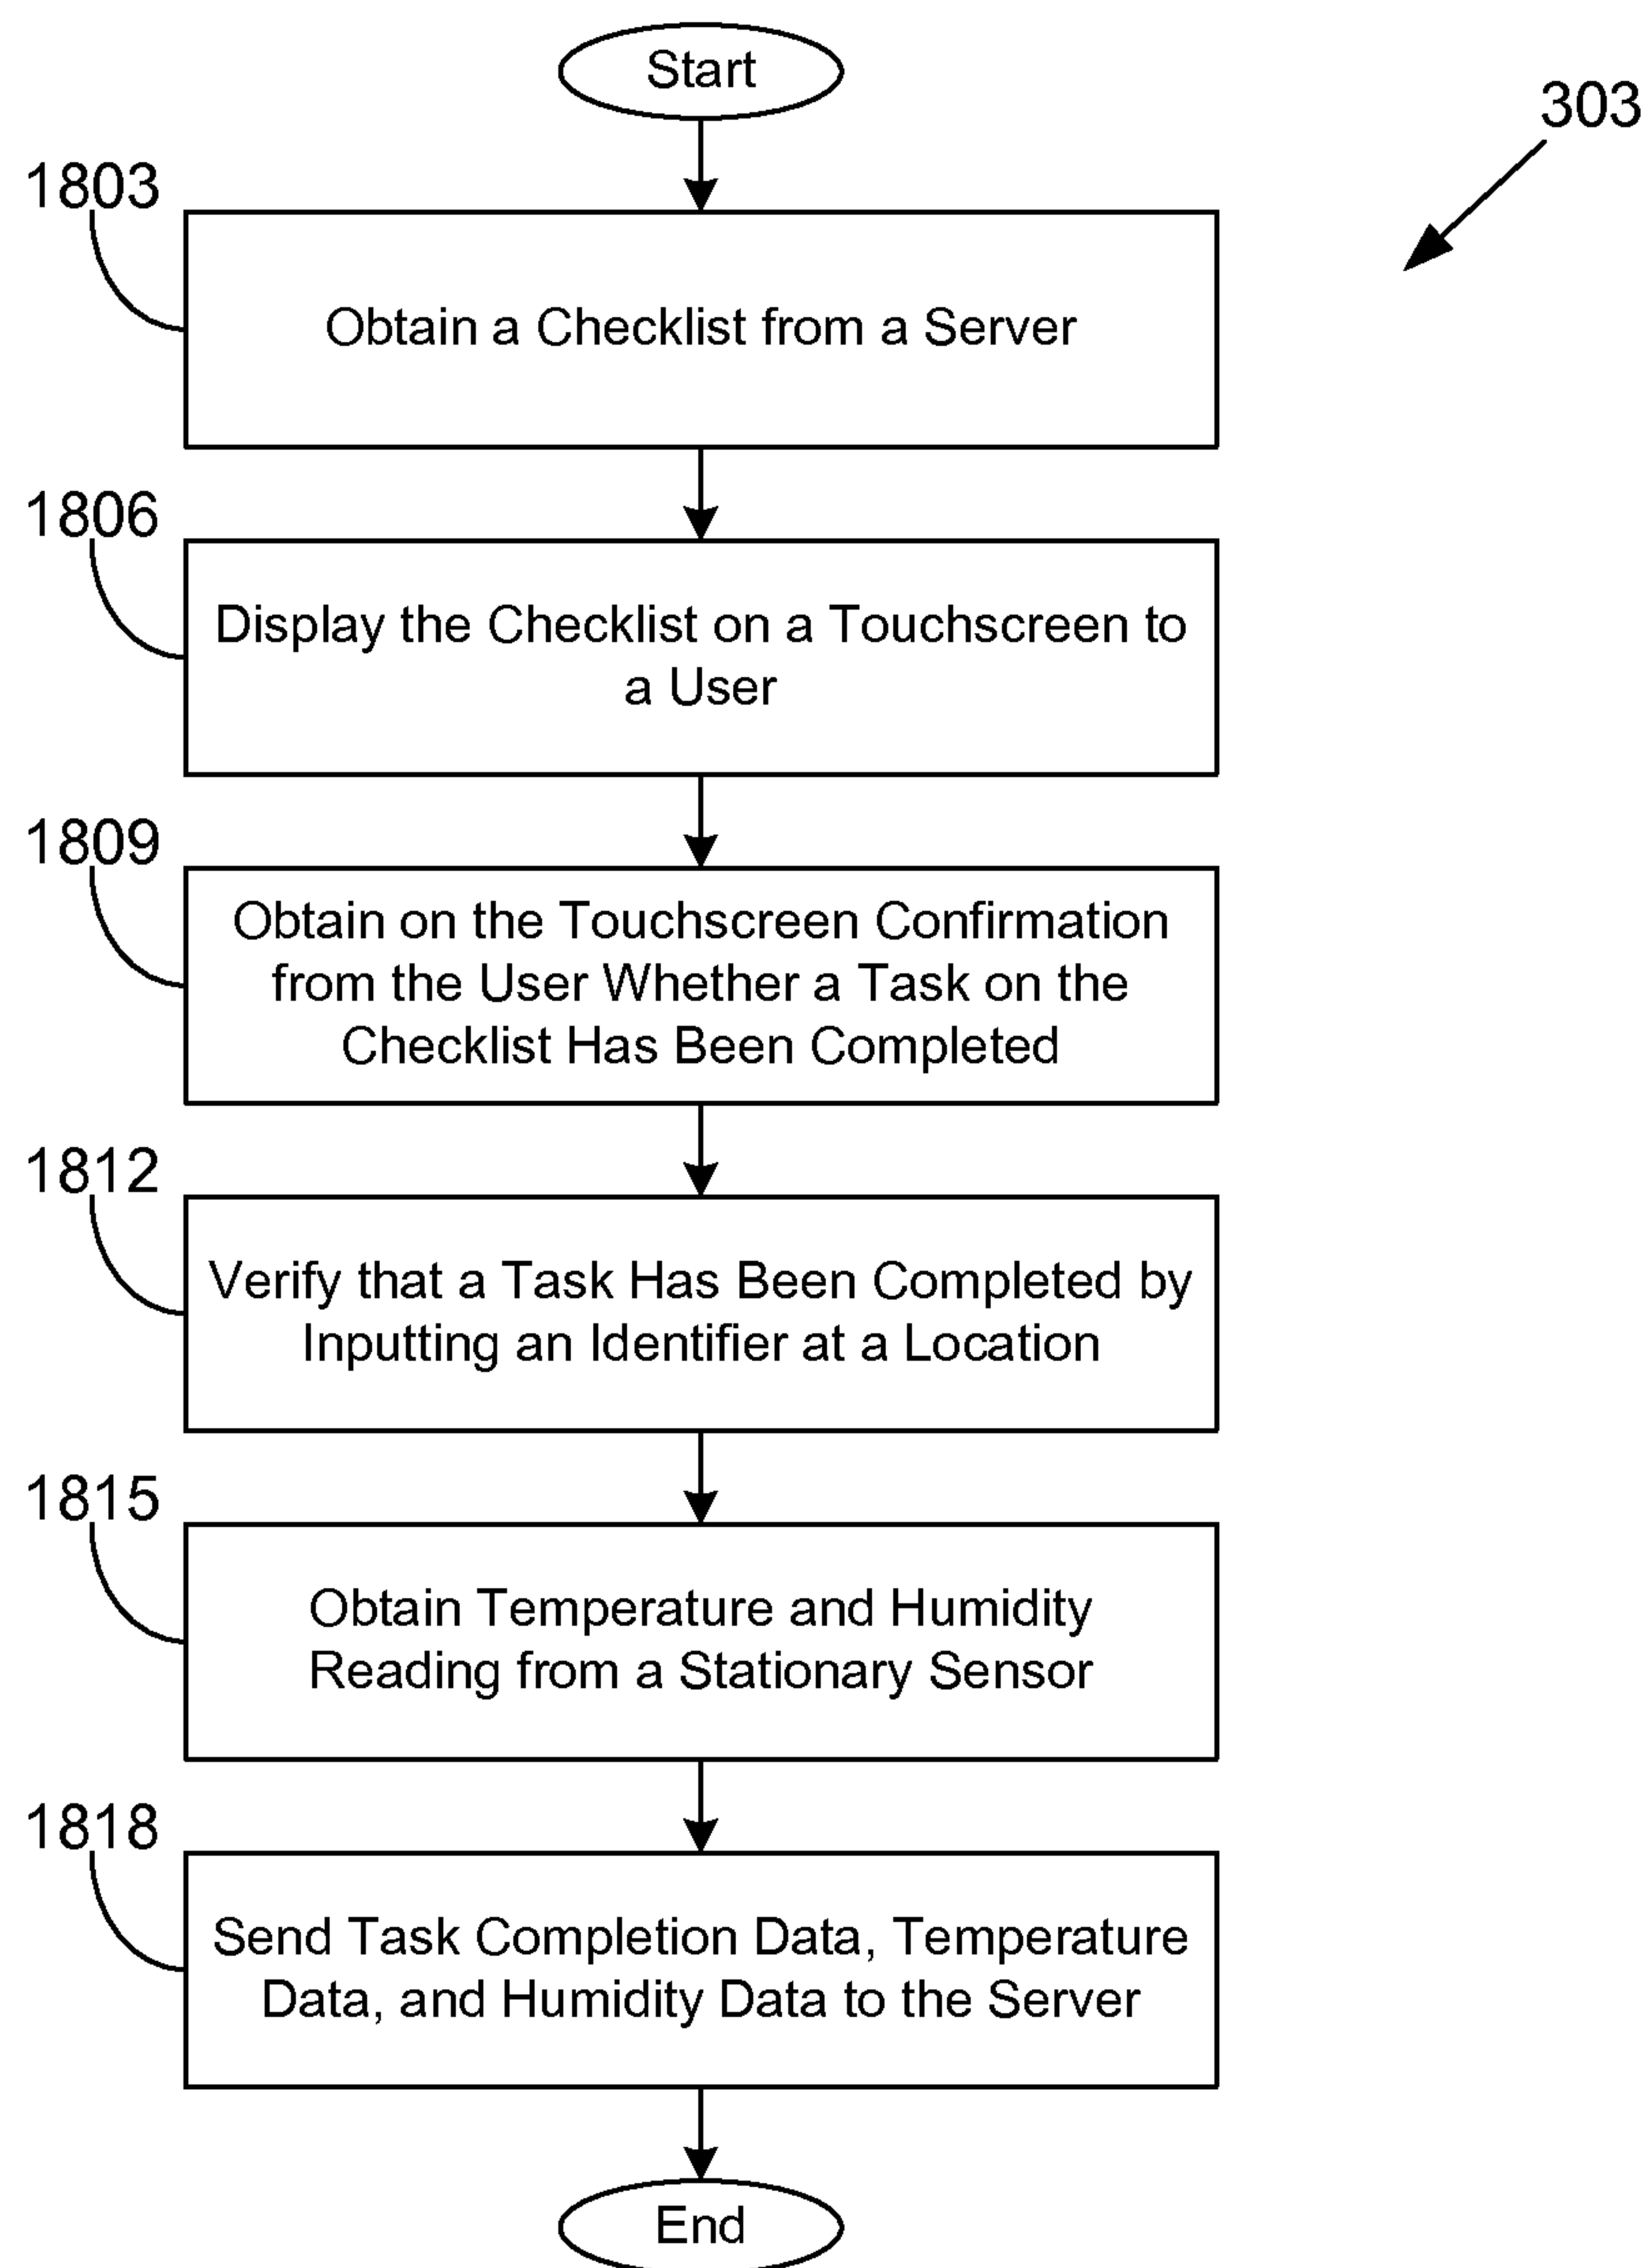 Start
303
1803
Obtain a Checklist from a Server
1806
Display the Checklist on a Touchscreen to
a User
1809
Obtain on the Touchscreen Confirmation
from the User Whether a Task on the
Checklist Has Been Completed
1812
Verify that a Task Has Been Completed by
Inputting an Identifier at a Location
1815
Obtain Temperature and Humidity
Reading from a Stationary Sensor
1818
Send Task Completion Data, Temperature
Data, and Humidity Data to the Server
End